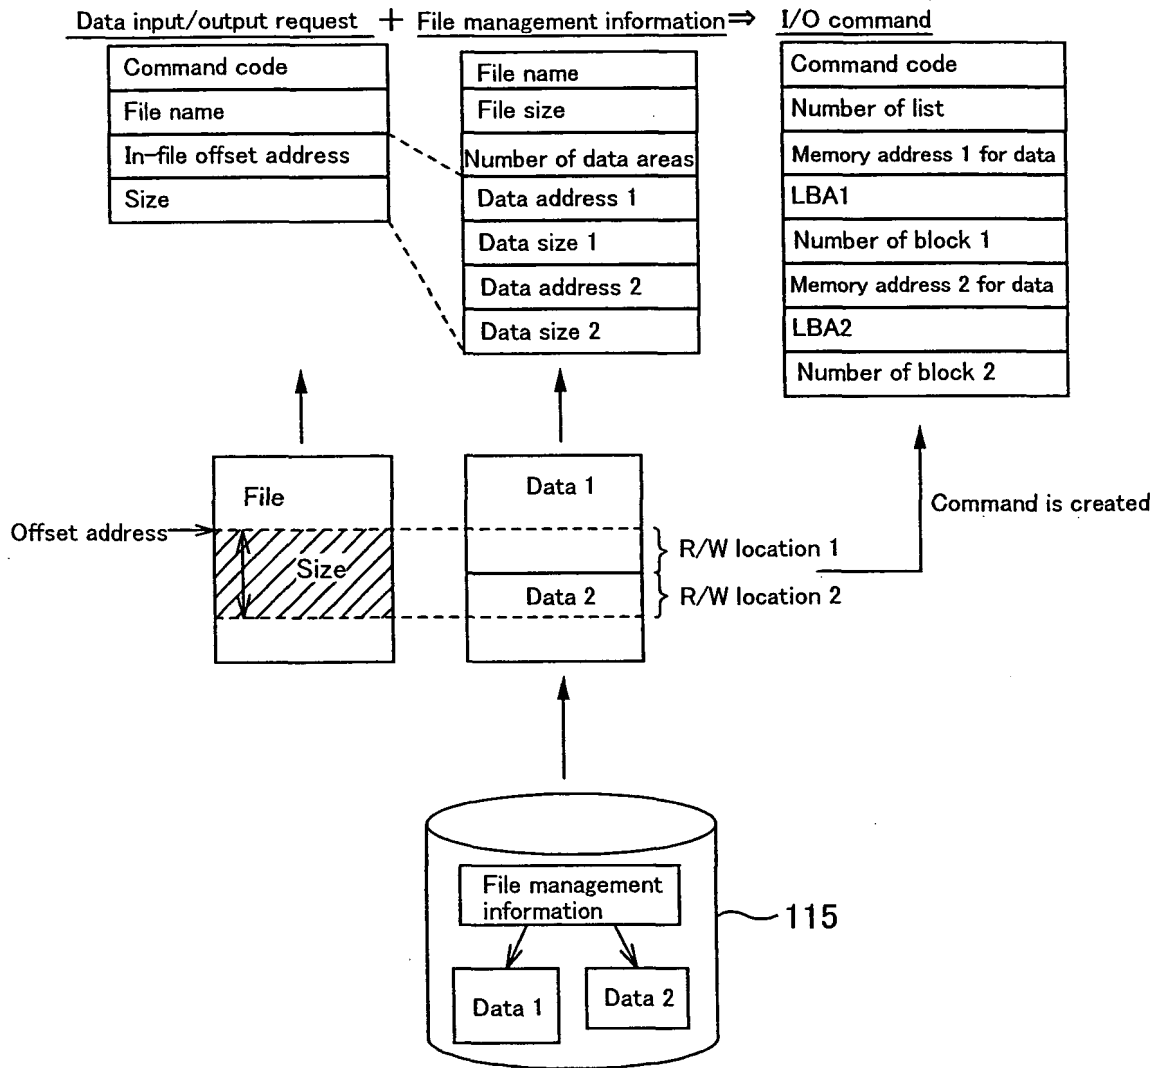 Data input/output request + File management information ⇒ I/O command
Command code
File name
In-file offset address
Size
File name
File size
Number of data areas
Data address 1
Data size 1
Data address 2
Data size 2
Command code
Number of list
Memory address 1 for data
LBA1
Number of block 1
Memory address 2 for data
LBA2
Number of block 2
File
Offset address
Size
Data 1
Data 2
R/W location 1
R/W location 2
Command is created
File management
information
Data 1
Data 2
115